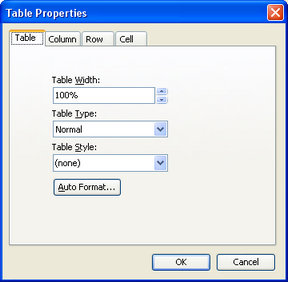 Table Properties
Table Column Row Cell
Table Width:
100%
Table Type:
Normal
Table Style:
(none)
Auto Format...
OK Cancel